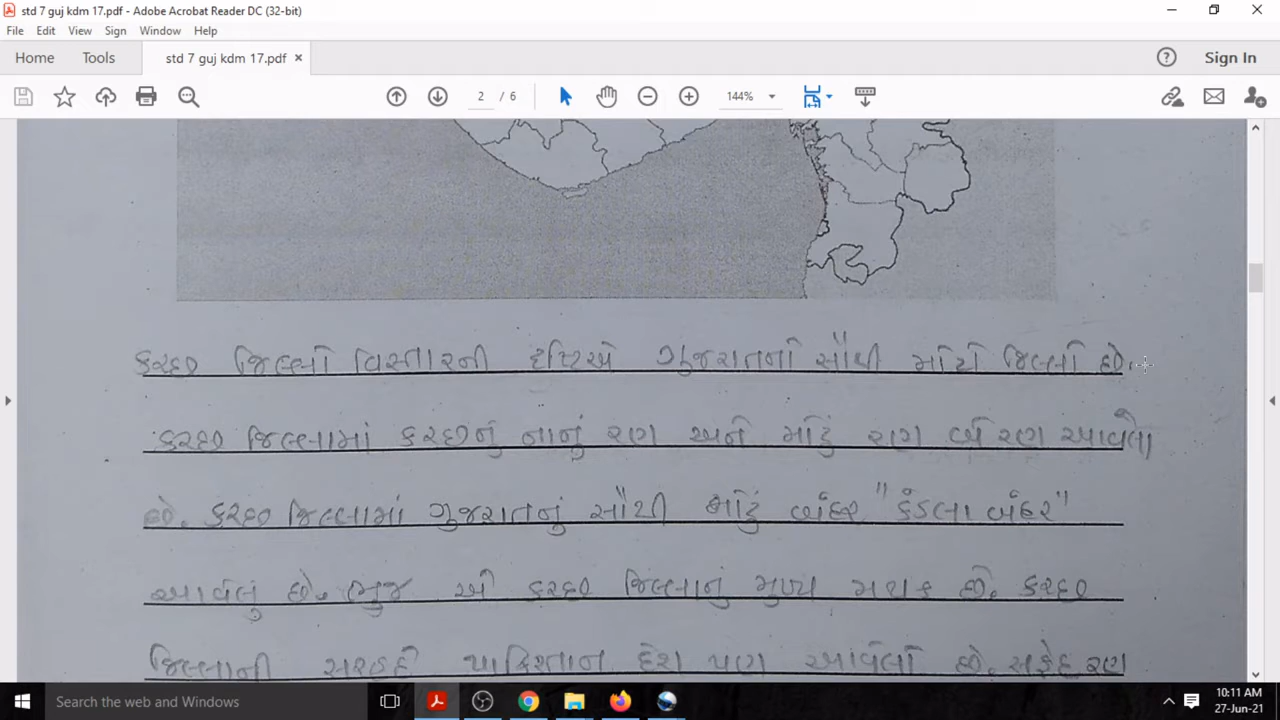 std 7 guj kdm 17.pdf - Adobe Acrobat Reader DC (32-bit)
File Edit View Sign Window Help
Home Tools std 7 guj kdm 17.pdf × Sign In
2 / 6 144%
કચ્છ જિલ્લો વિસ્તારની દૃષ્ટિએ ગુજરાતનો સૌથી મોટો જિલ્લો છે.
કચ્છ જિલ્લામાં કચ્છનું નાનું રણ અને મોટું રણ બંને રણ આવેલા
છે. કચ્છ જિલ્લામાં ગુજરાતનું સૌથી મોટું બંદર "કંડલા બંદર"
આવેલું છે. ભુજ એ કચ્છ જિલ્લાનું મુખ્ય મથક છે. કચ્છ
જિલ્લાની સરહદે પાકિસ્તાન દેશ પણ આવેલો છે. સફેદ રણ
Search the web and Windows
10:11 AM
27-Jun-21